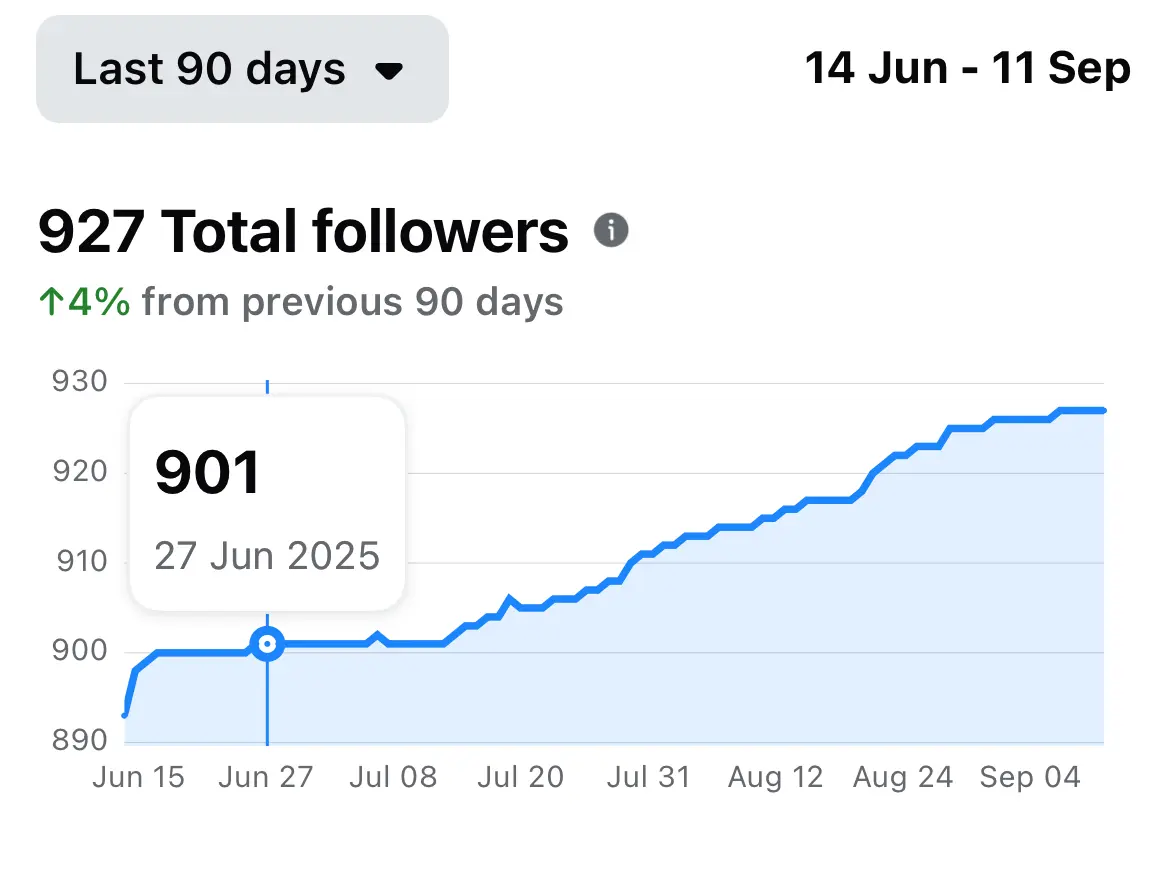 Last 90 days
14 Jun - 11 Sep
927 Total followers
↑4% from previous 90 days
930
920
910
900
890
901
27 Jun 2025
Jun 15 Jun 27 Jul 08 Jul 20 Jul 31 Aug 12 Aug 24 Sep 04